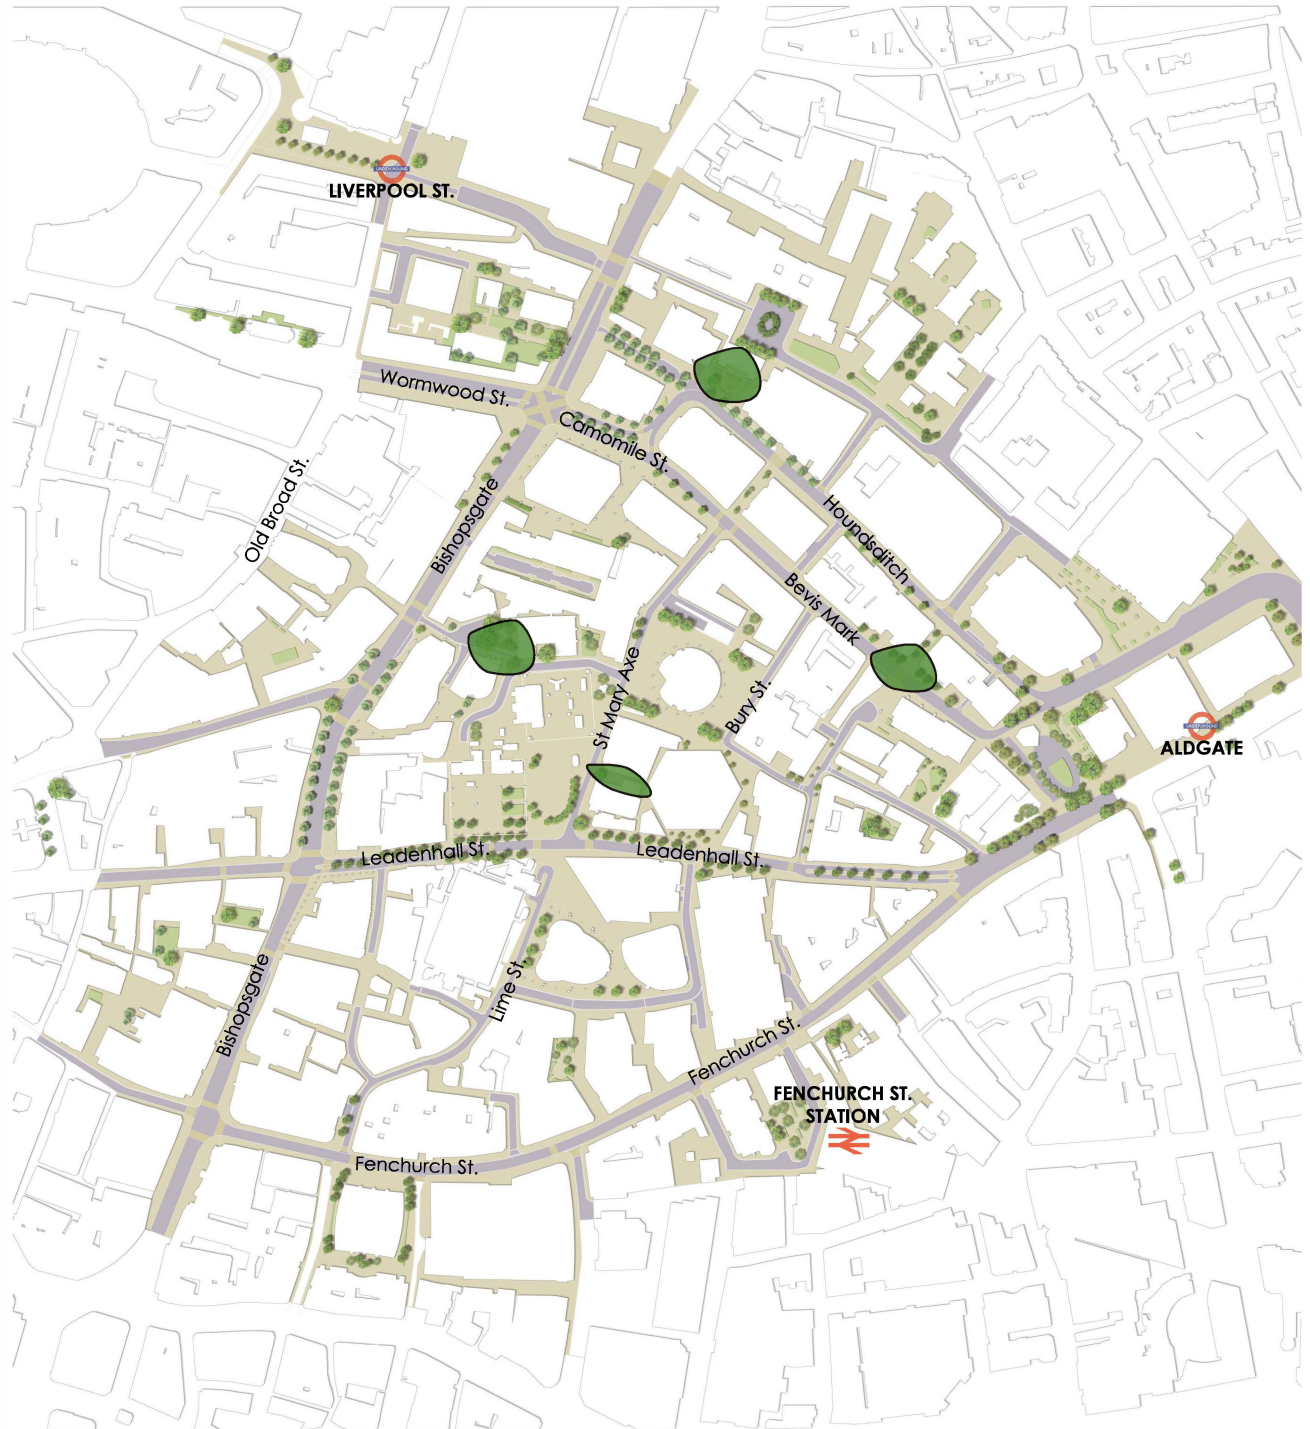 LIVERPOOL ST.
Wormwood St.
Camomile St.
Old Broad St.
Bishopsgate
Houndsditch
Bevis Mark
St Mary Axe
Bury St.
ALDGATE
Leadenhall St.
Leadenhall St.
Bishopsgate
Lime St.
Fenchurch St.
FENCHURCH ST.
STATION
Fenchurch St.